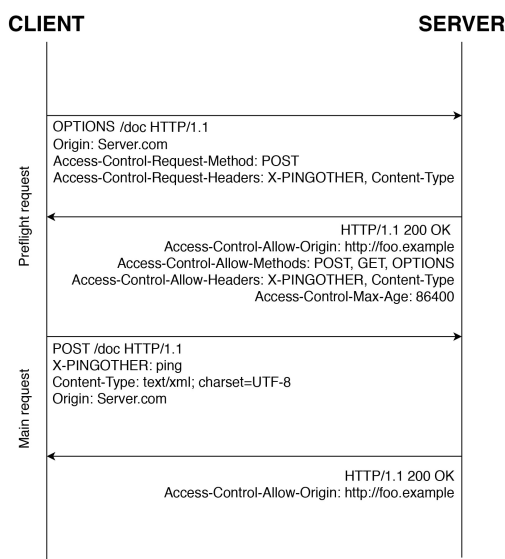 CLIENT
SERVER
OPTIONS /doc HTTP/1.1
Origin: Server.com
Access-Control-Request-Method: POST
Access-Control-Request-Headers: X-PINGOTHER, Content-Type
Preflight request
HTTP/1.1 200 OK
Access-Control-Allow-Origin: http://foo.example
Access-Control-Allow-Methods: POST, GET, OPTIONS
Access-Control-Allow-Headers: X-PINGOTHER, Content-Type
Access-Control-Max-Age: 86400
POST /doc HTTP/1.1
X-PINGOTHER: ping
Content-Type: text/xml; charset=UTF-8
Origin: Server.com
Main request
HTTP/1.1 200 OK
Access-Control-Allow-Origin: http://foo.example